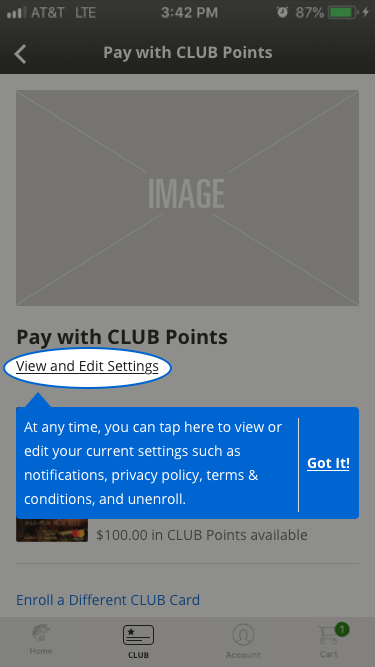 AT&T LTE 3:42 PM 87%
Pay with CLUB Points
IMAGE
Pay with CLUB Points
View and Edit Settings
At any time, you can tap here to view or
edit your current settings such as
notifications, privacy policy, terms &
conditions, and unenroll.
Got It!
$100.00 in CLUB Points available
Enroll a Different CLUB Card
Home
CLUB
Account
1
Cart